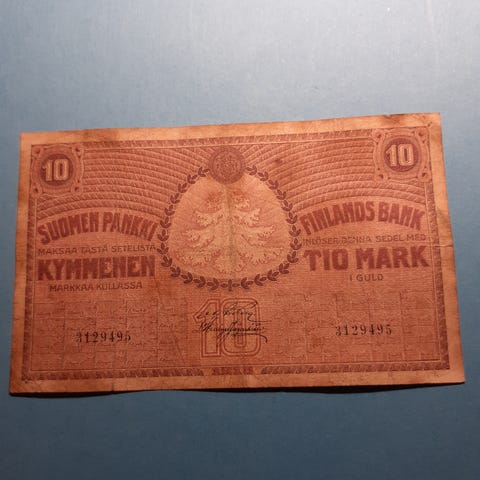 10
10
SUOMEN PANKKI
MAKSAA TÄSTÄ SETELISTÄ
KYMMENEN
MARKKAA KULLASSA
FINLANDS BANK
INLÖSER DENNA SEDEL MED
TIO MARK
I GULD
10
3129495
3129495